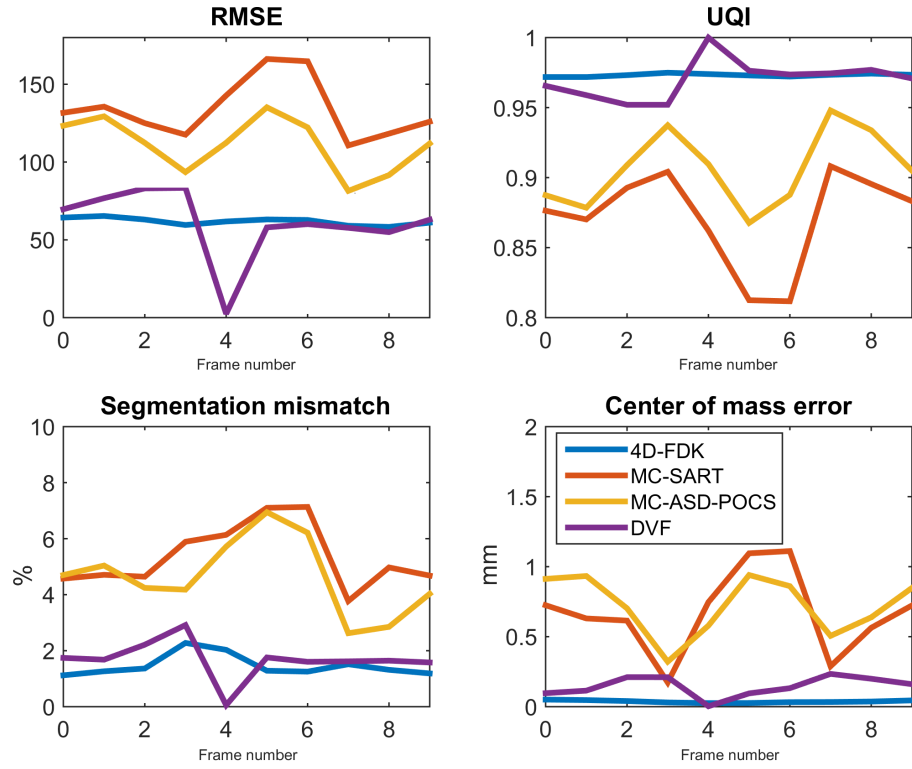 RMSE
150
100
50
0
0 2 4 6 8
Frame number
UQI
1
0.95
0.9
0.85
0.8
0 2 4 6 8
Frame number
Segmentation mismatch
10
8
6
4
2
0
%
0 2 4 6 8
Frame number
Center of mass error
2
1.5
1
0.5
0
mm
4D-FDK
MC-SART
MC-ASD-POCS
DVF
0 2 4 6 8
Frame number